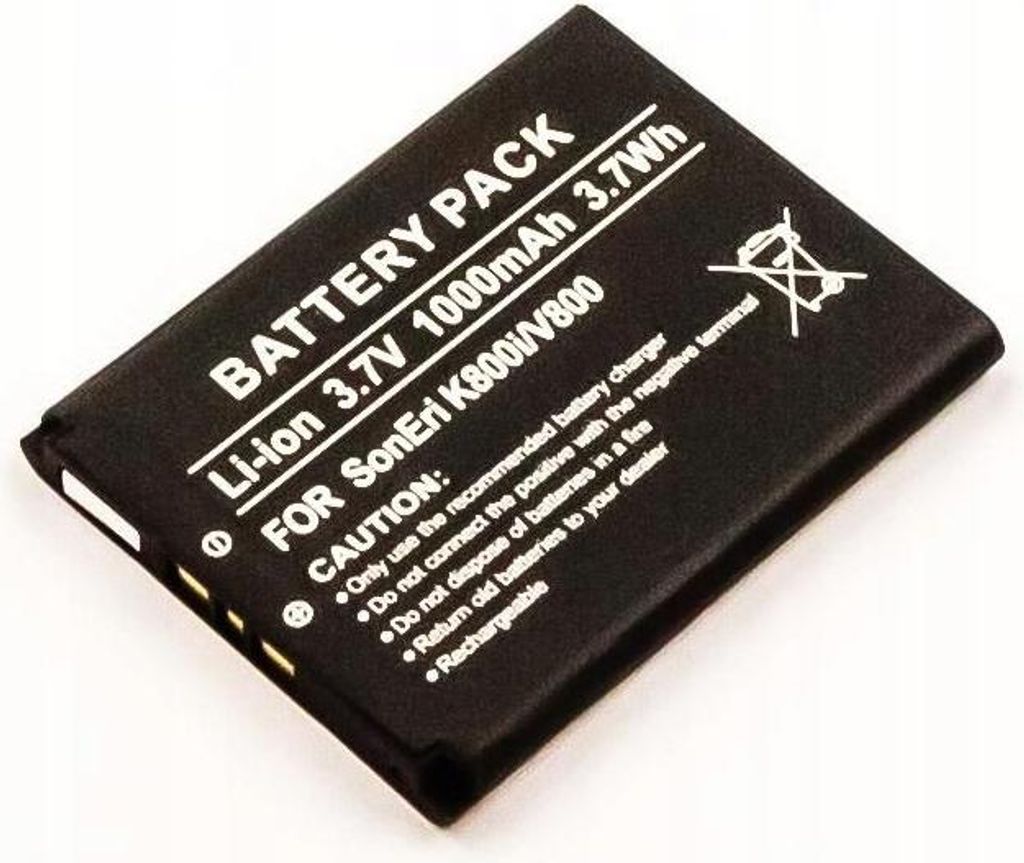 BATTERY PACK
Li-ion 3.7V 1000mAh 3.7Wh
FOR SonEri K800i/V800
CAUTION:
•Only use the recommended battery charger
•Do not connect the positive with the negative terminal
•Do not dispose of batteries in a fire
•Return old batteries to your dealer
•Rechargeable